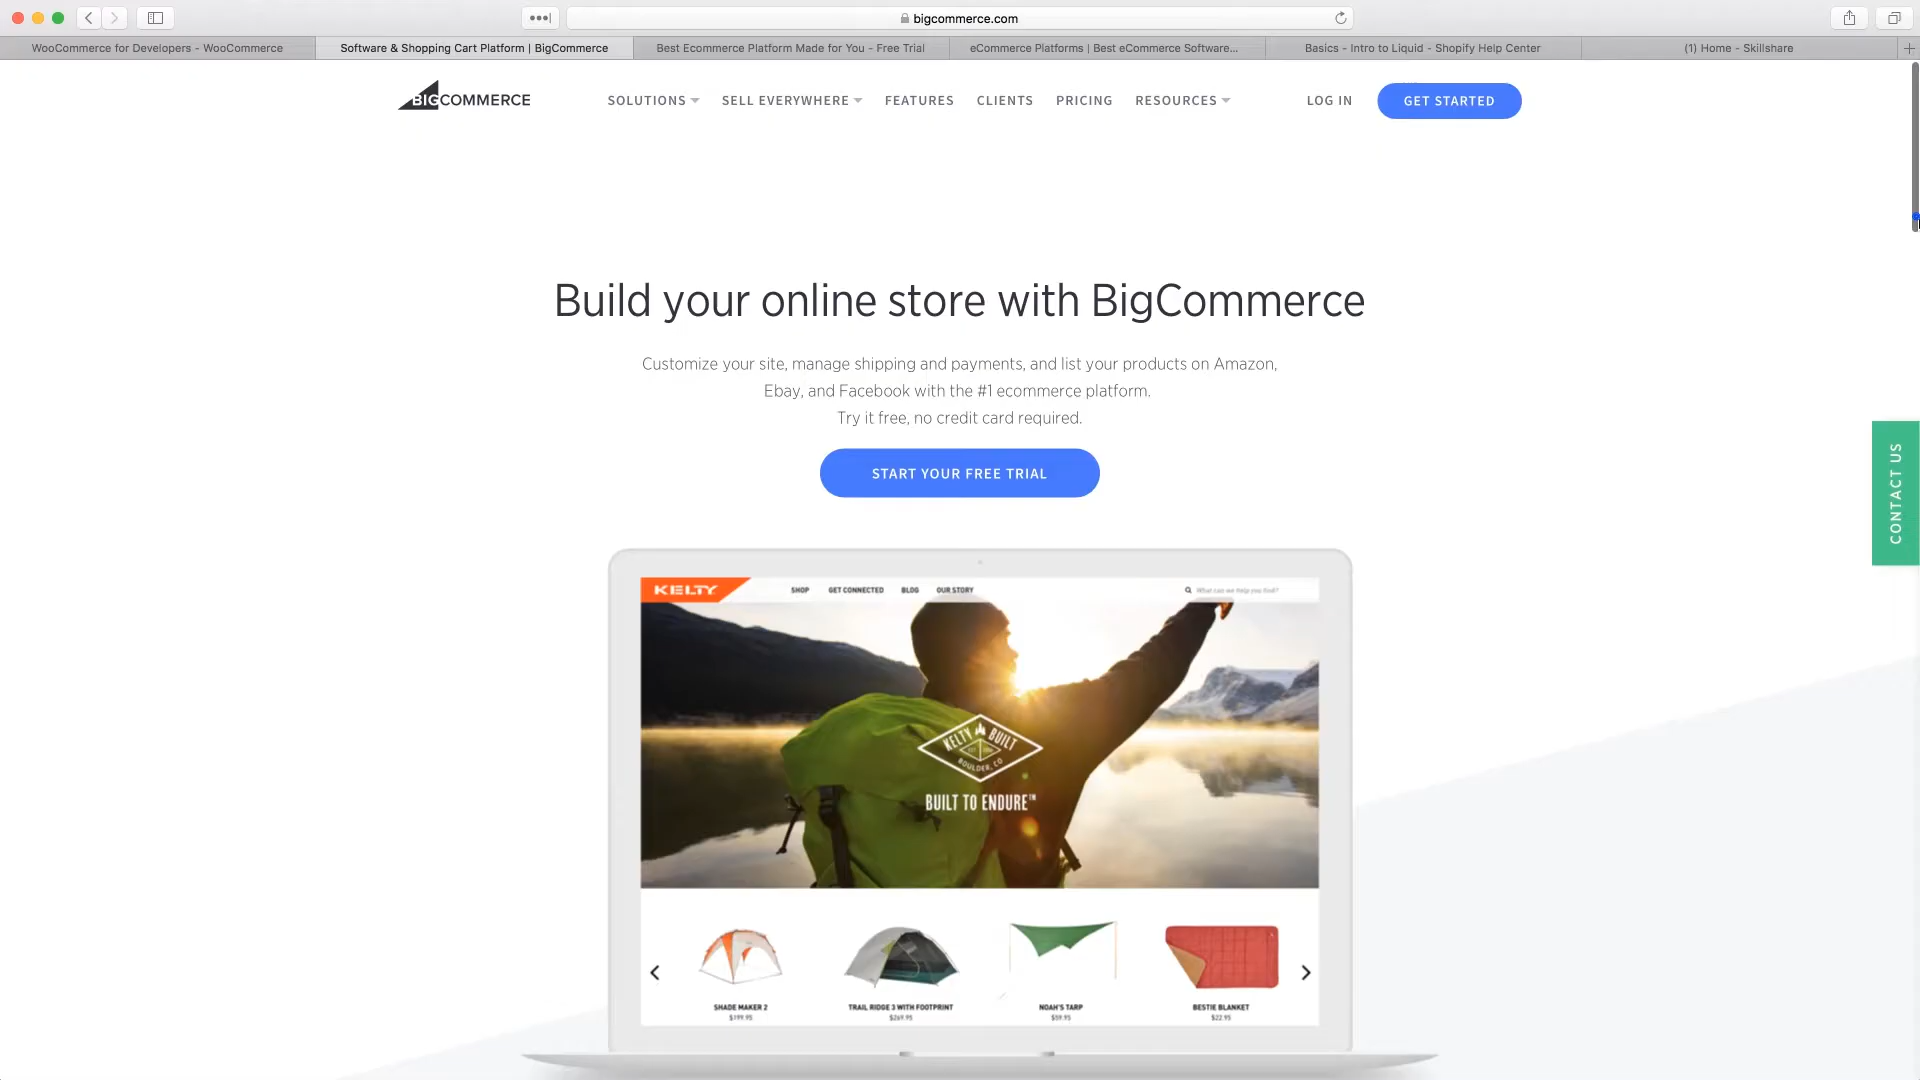 bigcommerce.com
WooCommerce for Developers - WooCommerce
Software & Shopping Cart Platform | BigCommerce
Best Ecommerce Platform Made for You - Free Trial
eCommerce Platforms | Best eCommerce Software...
Basics - Intro to Liquid - Shopify Help Center
(1) Home - Skillshare
BIGCOMMERCE
SOLUTIONS
SELL EVERYWHERE
FEATURES
CLIENTS
PRICING
RESOURCES
LOG IN
GET STARTED
Build your online store with BigCommerce
Customize your site, manage shipping and payments, and list your products on Amazon,
Ebay, and Facebook with the #1 ecommerce platform.
Try it free, no credit card required.
START YOUR FREE TRIAL
CONTACT US
KELTY
SHOP
GET CONNECTED
BLOG
OUR STORY
What can we help you find?
KELTY BUILT
BOULDER, CO
BUILT TO ENDURE™
SHADE MAKER 2
$199.95
TRAIL RIDGE 3 WITH FOOTPRINT
$269.95
NOAH'S TARP
$59.95
BESTIE BLANKET
$22.95